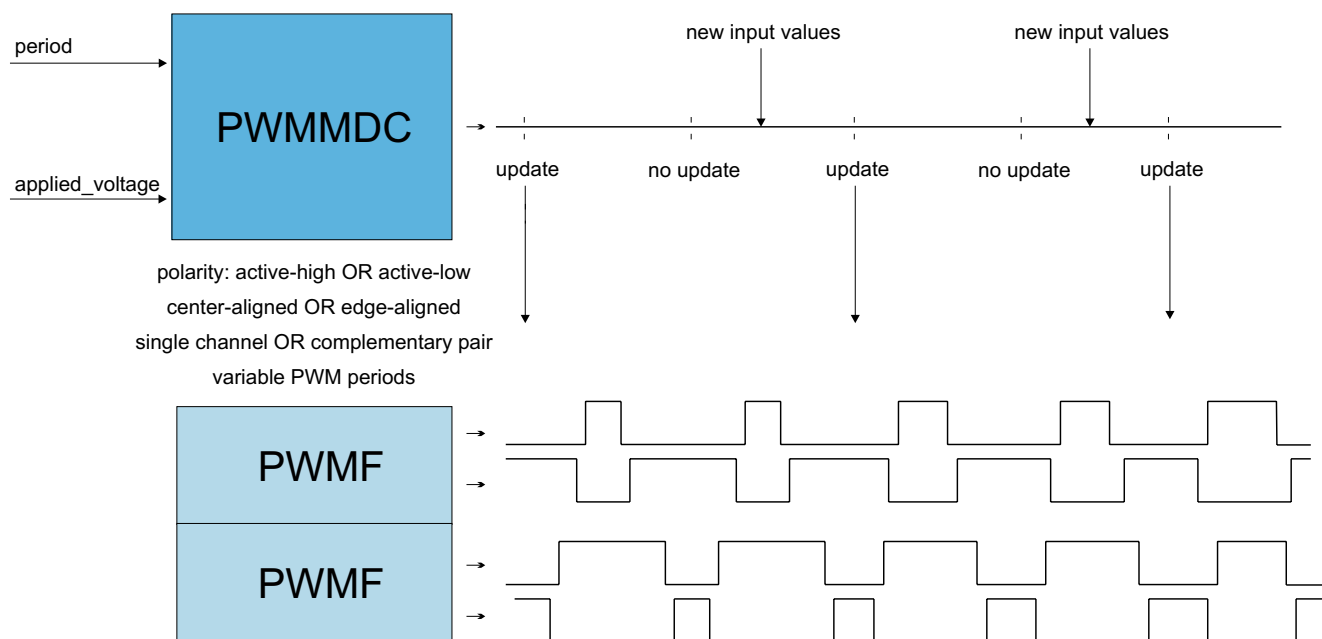 period
PWMMDC
applied_voltage
new input values
new input values
update
no update
update
no update
update
polarity: active-high OR active-low
center-aligned OR edge-aligned
single channel OR complementary pair
variable PWM periods
PWMF
PWMF